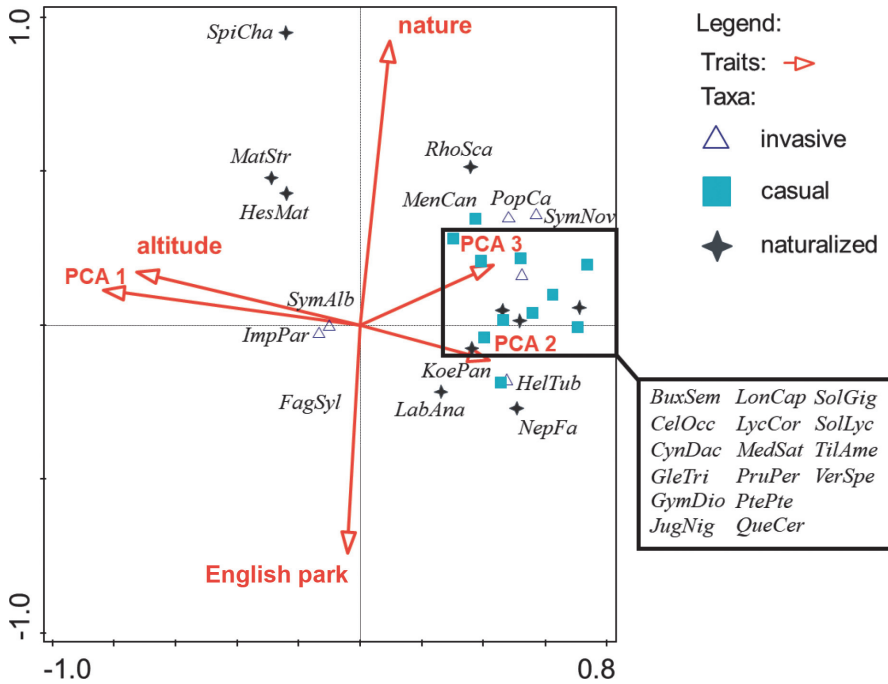 1.0
-1.0
-1.0
0.8
SpiCha
nature
MatStr
HesMat
RhoSca
MenCan
PopCa
SymNov
altitude
PCA 1
PCA 3
SymAlb
ImpPar
PCA 2
KoePan
HelTub
FagSyl
LabAna
NepFa
English park
Legend:
Traits:
Taxa:
invasive
casual
naturalized
BuxSem LonCap SolGig
CelOcc LycCor SolLyc
CynDac MedSat TilAme
GleTri PruPer VerSpe
GymDio PtePte
JugNig QueCer